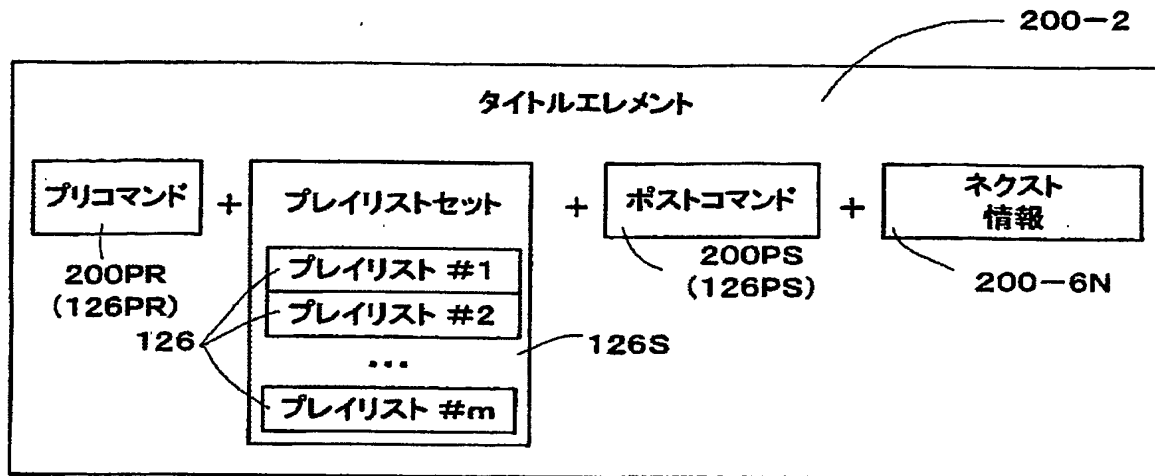 200-2
タイトルエレメント
プリコマンド
+
プレイリストセット
+
ポストコマンド
+
ネクスト
情報
200PR
(126PR)
プレイリスト #1
プレイリスト #2
...
プレイリスト #m
126
126S
200PS
(126PS)
200-6N